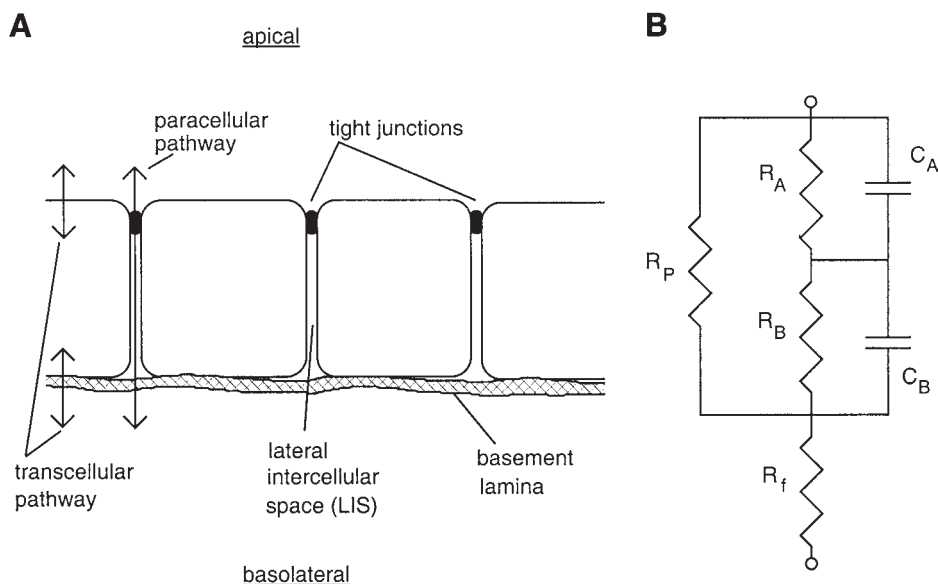 A
apical
paracellular
pathway
tight junctions
transcellular
pathway
lateral
intercellular
space (LIS)
basement
lamina
basolateral
B
R_A
C_A
R_P
R_B
C_B
R_f